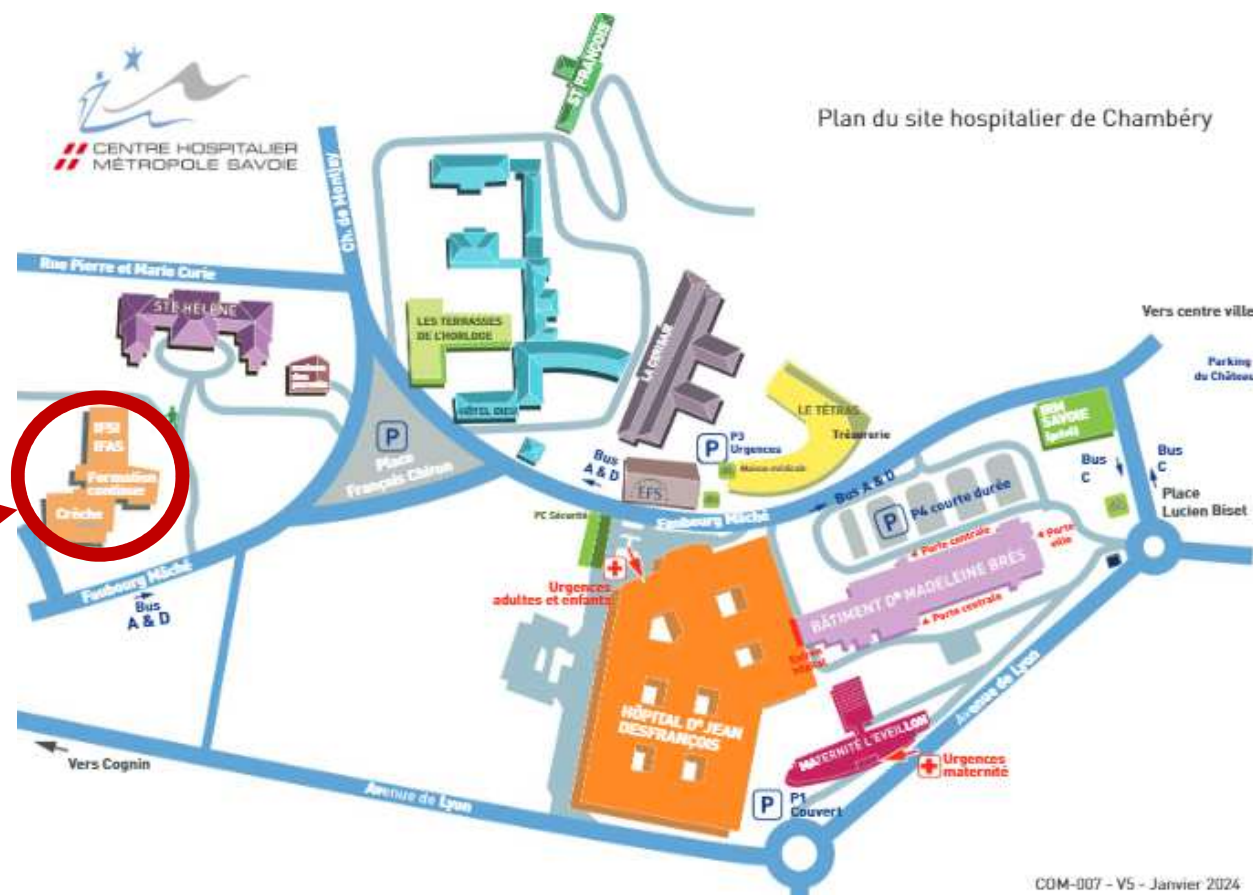 CENTRE HOSPITALIER
MÉTROPOLE SAVOIE
Plan du site hospitalier de Chambéry
ST FRANÇOIS
Ch. de Montjay
Rue Pierre et Marie Curie
STE HÉLÈNE
LES TERRASSES
DE L'HORLOGE
HÔTEL DIEU
LA CERISAIE
Vers centre ville
Parking
du Château
IFSI
IFAS
Formation
continue
Crèche
P
Place
François Chiron
Bus
A & D
EFS
P
P3
Urgences
Maison médicale
LE TÉTRAS
Trésorerie
IRM
SAVOIE
(privé)
Bus
C
Bus
C
Place
Lucien Biset
Bus A & D
P
P4 courte durée
PC Sécurité
Faubourg Mâché
Porte centrale
Porte
ville
BÂTIMENT Dr MADELEINE BRÈS
Porte centrale
Urgences
adultes et enfants
Faubourg Mâché
Bus
A & D
HÔPITAL Dr JEAN
DESFRANÇOIS
MATERNITÉ L'EVEILLON
Avenue de Lyon
Urgences
maternité
Vers Cognin
Avenue de Lyon
P
P1
Couvert
COM-007 - V5 - Janvier 2024